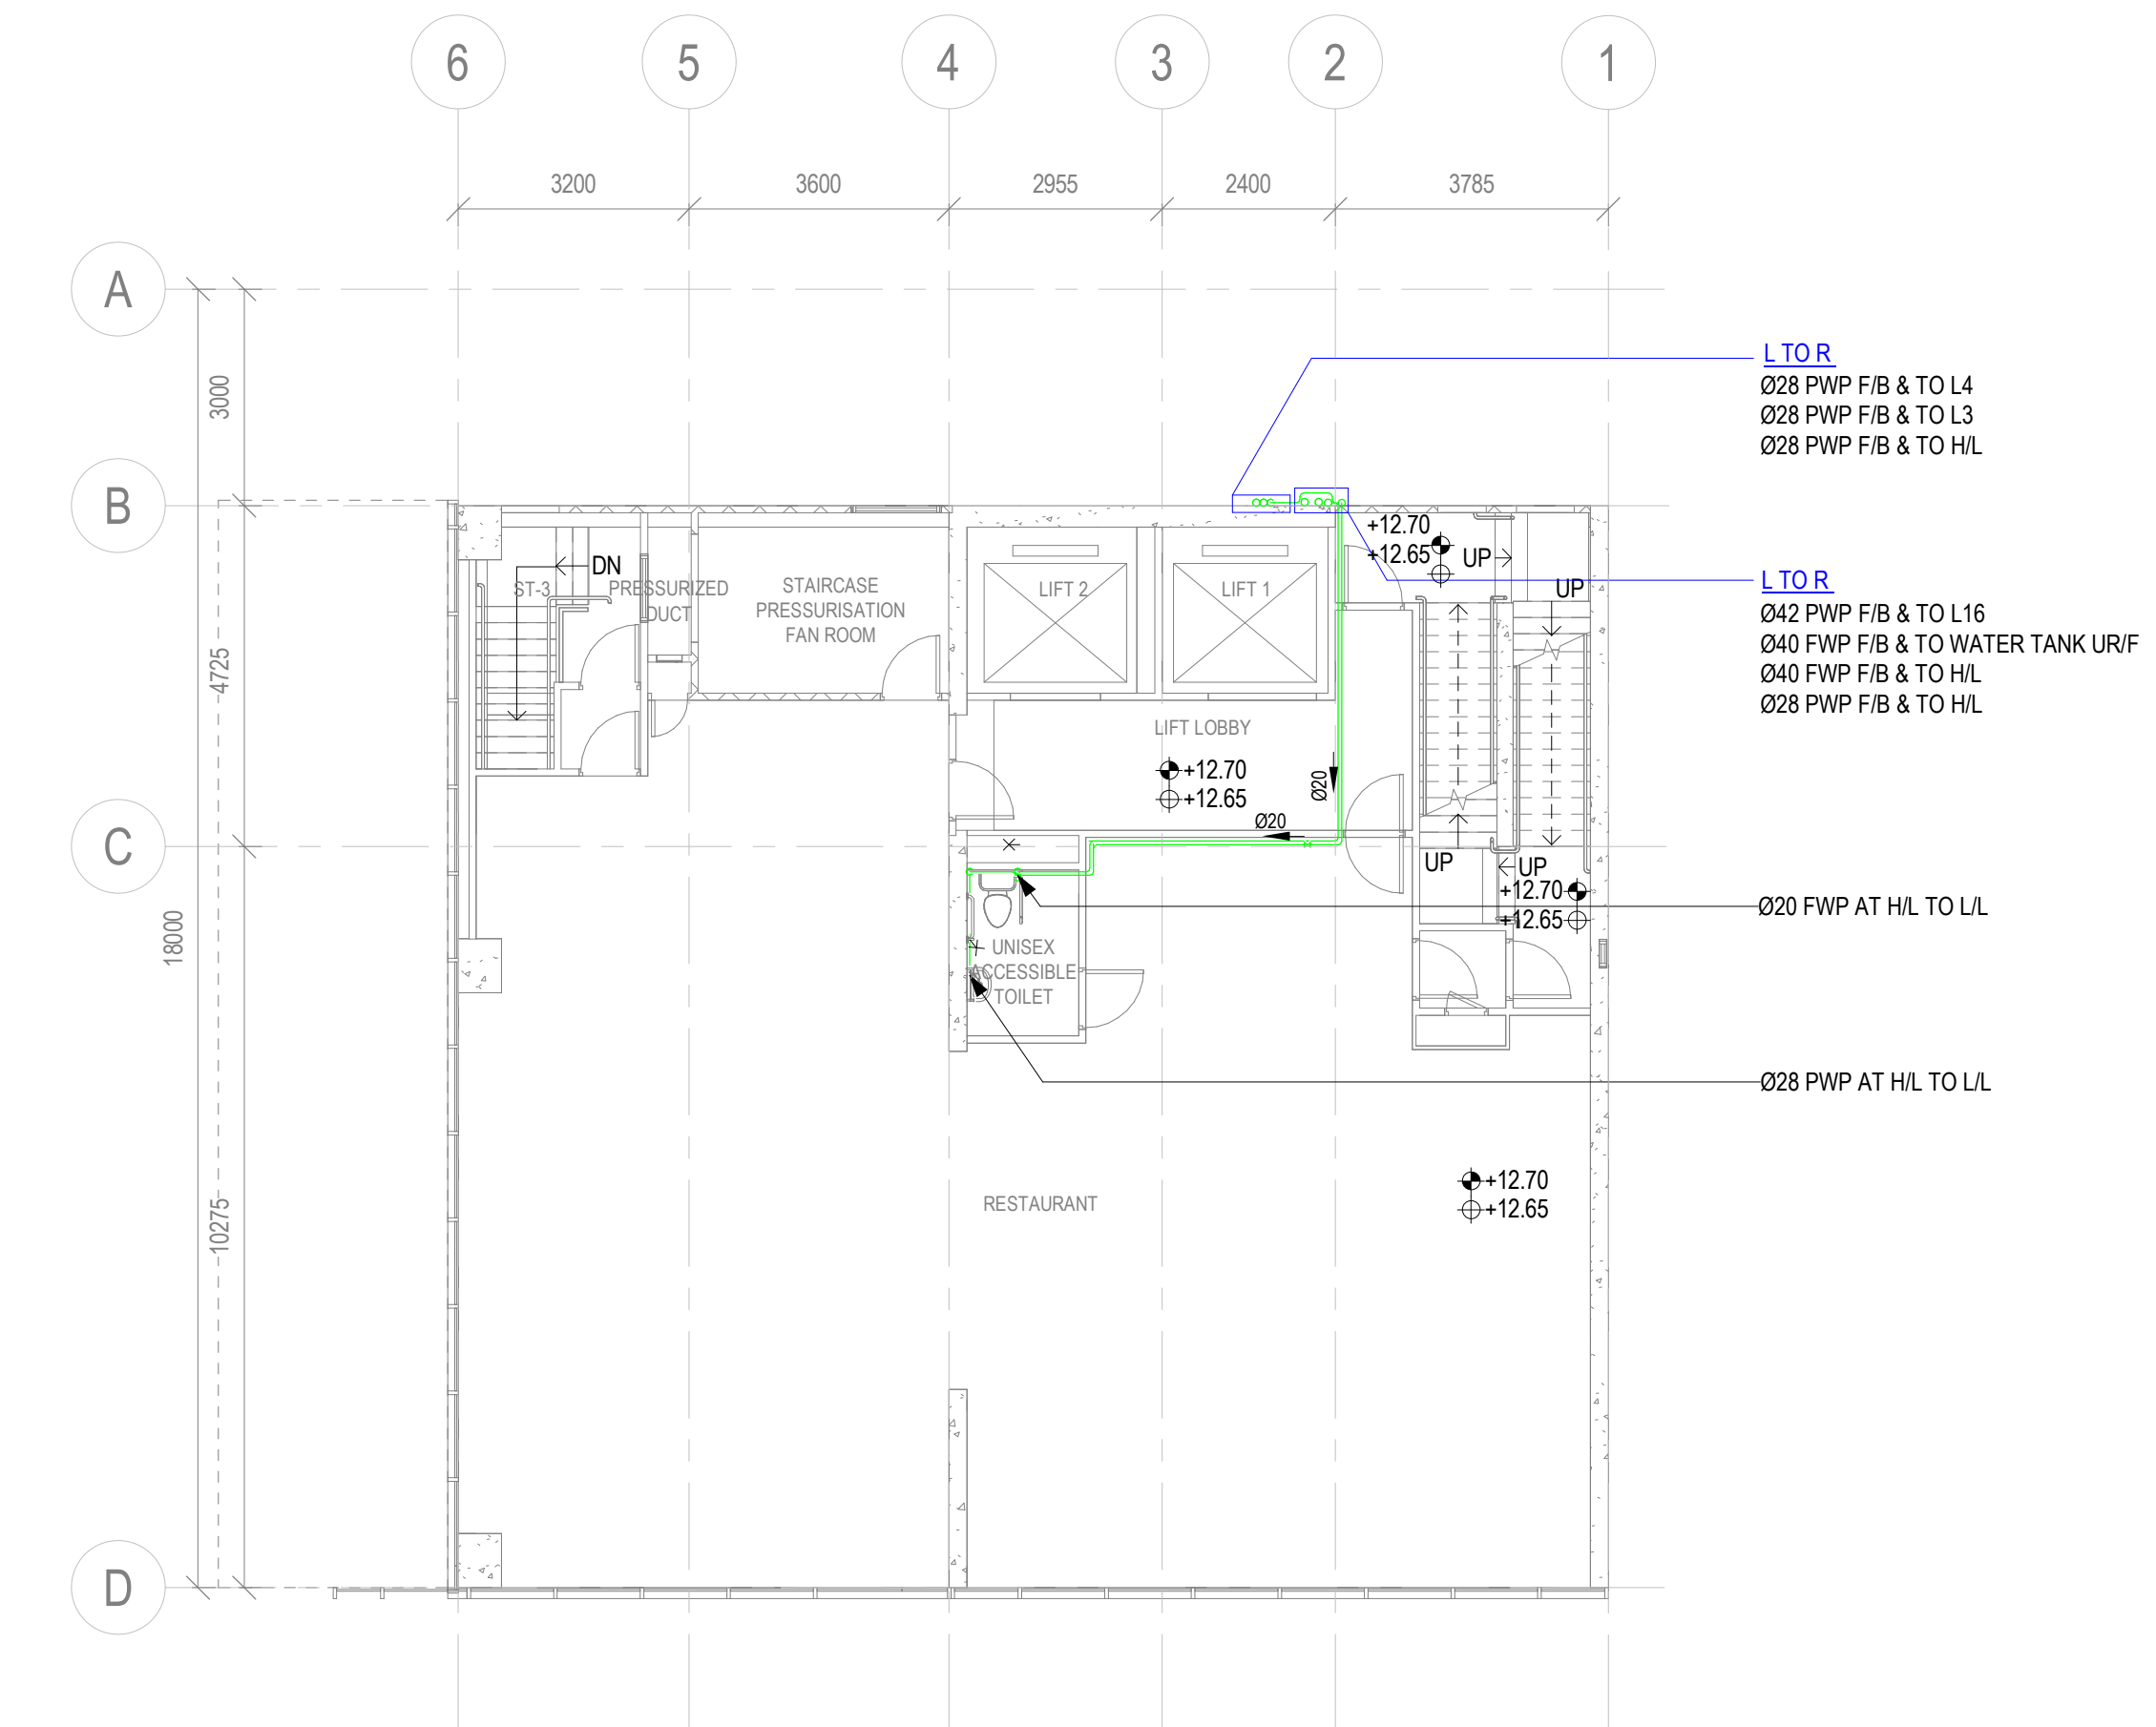 6
5
4
3
2
1
3200
3600
2955
2400
3785
A
3000
L TO R
Ø28 PWP F/B & TO L4
Ø28 PWP F/B & TO L3
Ø28 PWP F/B & TO H/L
B
+12.70
+12.65
UP
DN
ST-3
PRESSURIZED
DUCT
STAIRCASE
PRESSURISATION
FAN ROOM
LIFT 2
LIFT 1
UP
L TO R
Ø42 PWP F/B & TO L16
Ø40 FWP F/B & TO WATER TANK UR/F
Ø40 FWP F/B & TO H/L
Ø28 PWP F/B & TO H/L
4725
LIFT LOBBY
+12.70
+12.65
Ø20
Ø20
C
UP
UP
+12.70
+12.65
Ø20 FWP AT H/L TO L/L
18000
UNISEX
ACCESSIBLE
TOILET
Ø28 PWP AT H/L TO L/L
10275
RESTAURANT
+12.70
+12.65
D